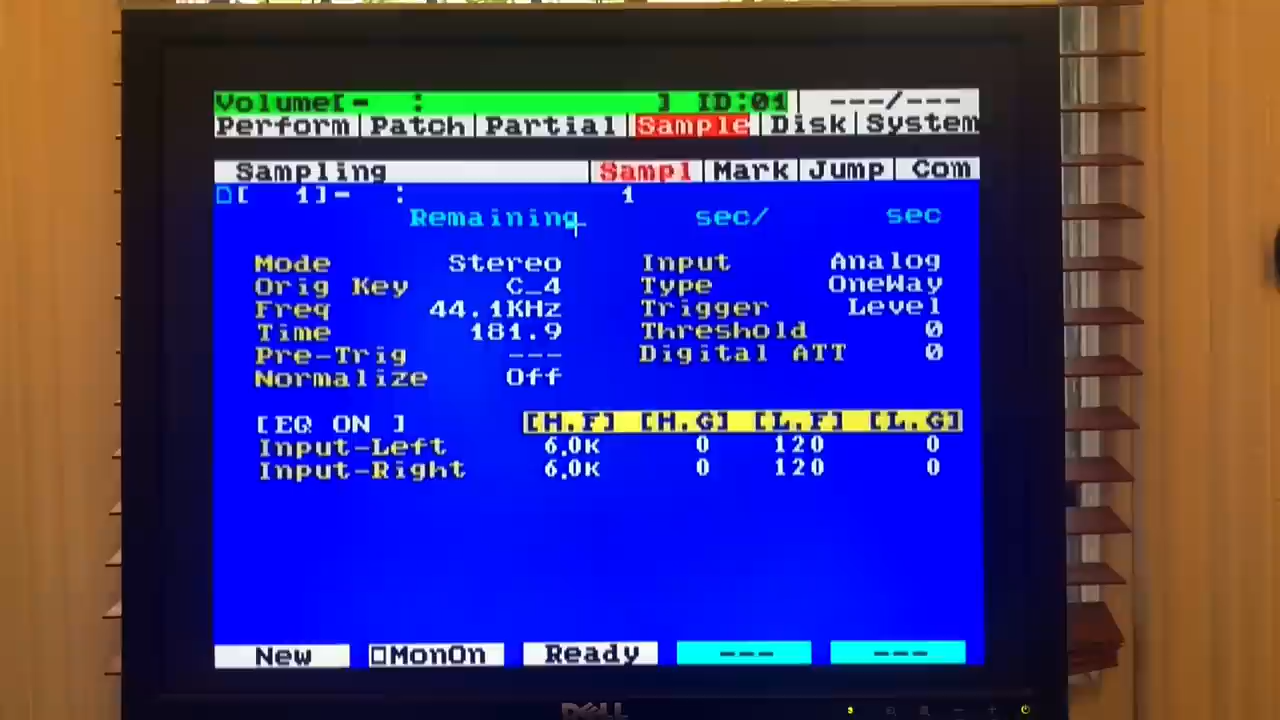 Volume[-   :             ] ID:01 ---/---
Perform Patch Partial Sample Disk System
Sampling Sampl Mark Jump Com
[   1]-   :             1
Remaining sec/ sec
Mode Stereo Input Analog
Orig Key C_4 Type OneWay
Freq 44.1KHz Trigger Level
Time 181.9 Threshold 0
Pre-Trig --- Digital ATT 0
Normalize Off
[EQ ON ] [H.F] [H.G] [L.F] [L.G]
Input-Left 6.0K 0 120 0
Input-Right 6.0K 0 120 0
New MonOn Ready --- ---
DELL